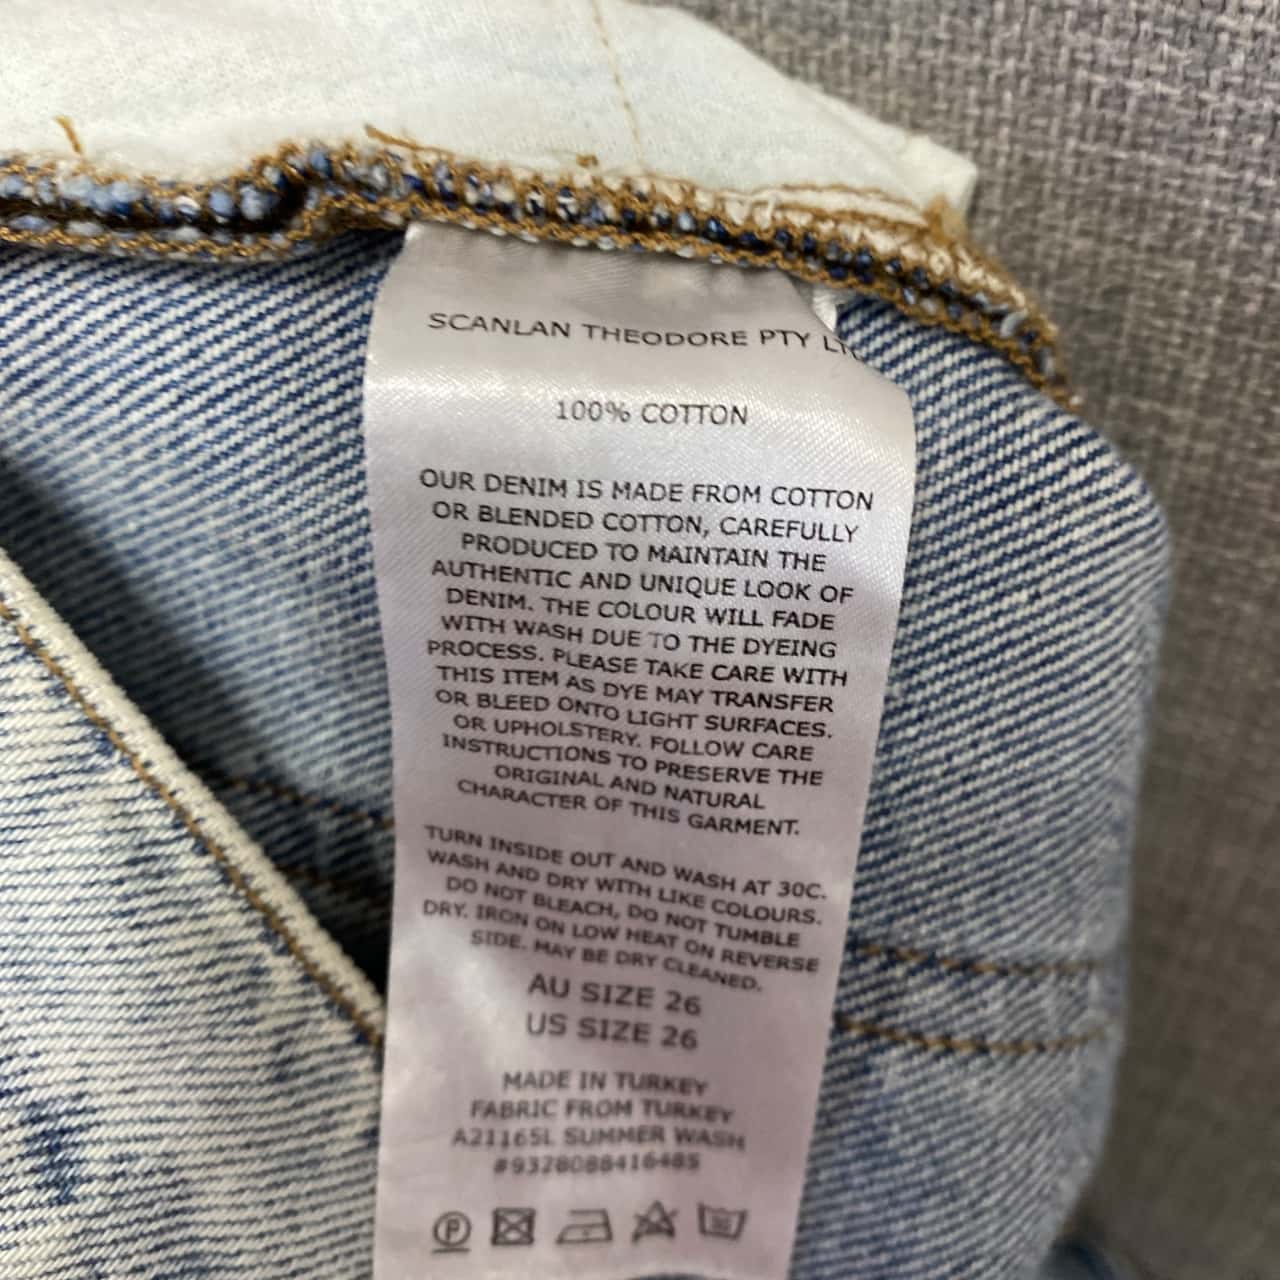 SCANLAN THEODORE PTY LTD
100% COTTON
OUR DENIM IS MADE FROM COTTON
OR BLENDED COTTON, CAREFULLY
PRODUCED TO MAINTAIN THE
AUTHENTIC AND UNIQUE LOOK OF
DENIM. THE COLOUR WILL FADE
WITH WASH DUE TO THE DYEING
PROCESS. PLEASE TAKE CARE WITH
THIS ITEM AS DYE MAY TRANSFER
OR BLEED ONTO LIGHT SURFACES.
OR UPHOLSTERY. FOLLOW CARE
INSTRUCTIONS TO PRESERVE THE
ORIGINAL AND NATURAL
CHARACTER OF THIS GARMENT.
TURN INSIDE OUT AND WASH AT 30C.
WASH AND DRY WITH LIKE COLOURS.
DO NOT BLEACH, DO NOT TUMBLE
DRY. IRON ON LOW HEAT ON REVERSE
SIDE. MAY BE DRY CLEANED.
AU SIZE 26
US SIZE 26
MADE IN TURKEY
FABRIC FROM TURKEY
A21165L SUMMER WASH
#9328088416485
P 30